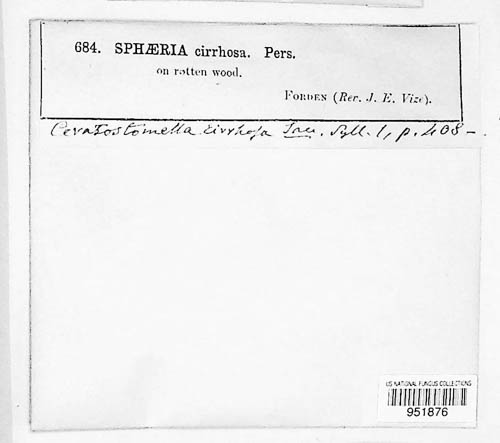 684. SPHÆRIA cirrhosa. Pers.
on rotten wood.
FORDEN (Rev. J. E. Vize).
Ceratostomella cirrhosa Sacc. Syll. 1, p. 408 –
US NATIONAL FUNGUS COLLECTIONS
951876